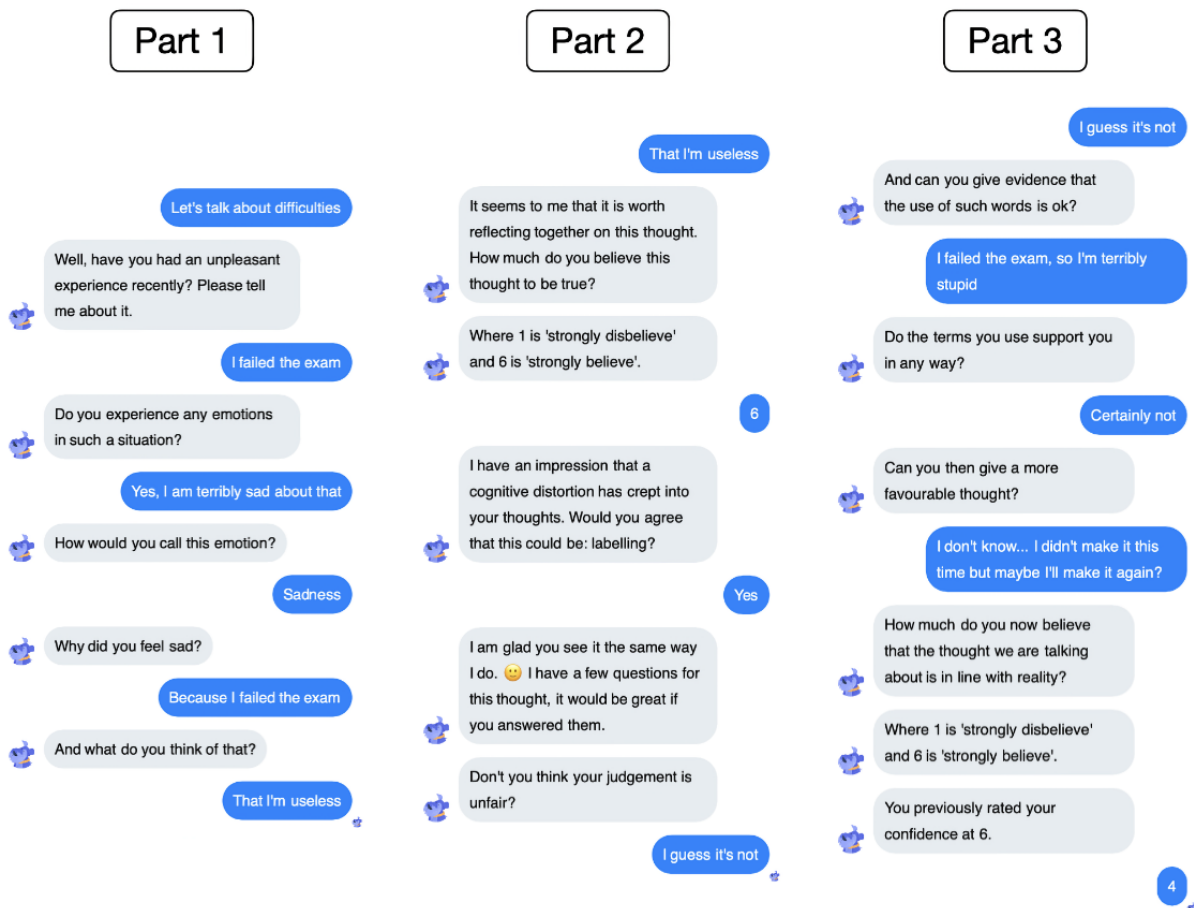 Part 1
Let's talk about difficulties
Well, have you had an unpleasant
experience recently? Please tell
me about it.
I failed the exam
Do you experience any emotions
in such a situation?
Yes, I am terribly sad about that
How would you call this emotion?
Sadness
Why did you feel sad?
Because I failed the exam
And what do you think of that?
That I'm useless
Part 2
That I'm useless
It seems to me that it is worth
reflecting together on this thought.
How much do you believe this
thought to be true?
Where 1 is 'strongly disbelieve'
and 6 is 'strongly believe'.
6
I have an impression that a
cognitive distortion has crept into
your thoughts. Would you agree
that this could be: labelling?
Yes
I am glad you see it the same way
I do. 🙂 I have a few questions for
this thought, it would be great if
you answered them.
Don't you think your judgement is
unfair?
I guess it's not
Part 3
I guess it's not
And can you give evidence that
the use of such words is ok?
I failed the exam, so I'm terribly
stupid
Do the terms you use support you
in any way?
Certainly not
Can you then give a more
favourable thought?
I don't know... I didn't make it this
time but maybe I'll make it again?
How much do you now believe
that the thought we are talking
about is in line with reality?
Where 1 is 'strongly disbelieve'
and 6 is 'strongly believe'.
You previously rated your
confidence at 6.
4